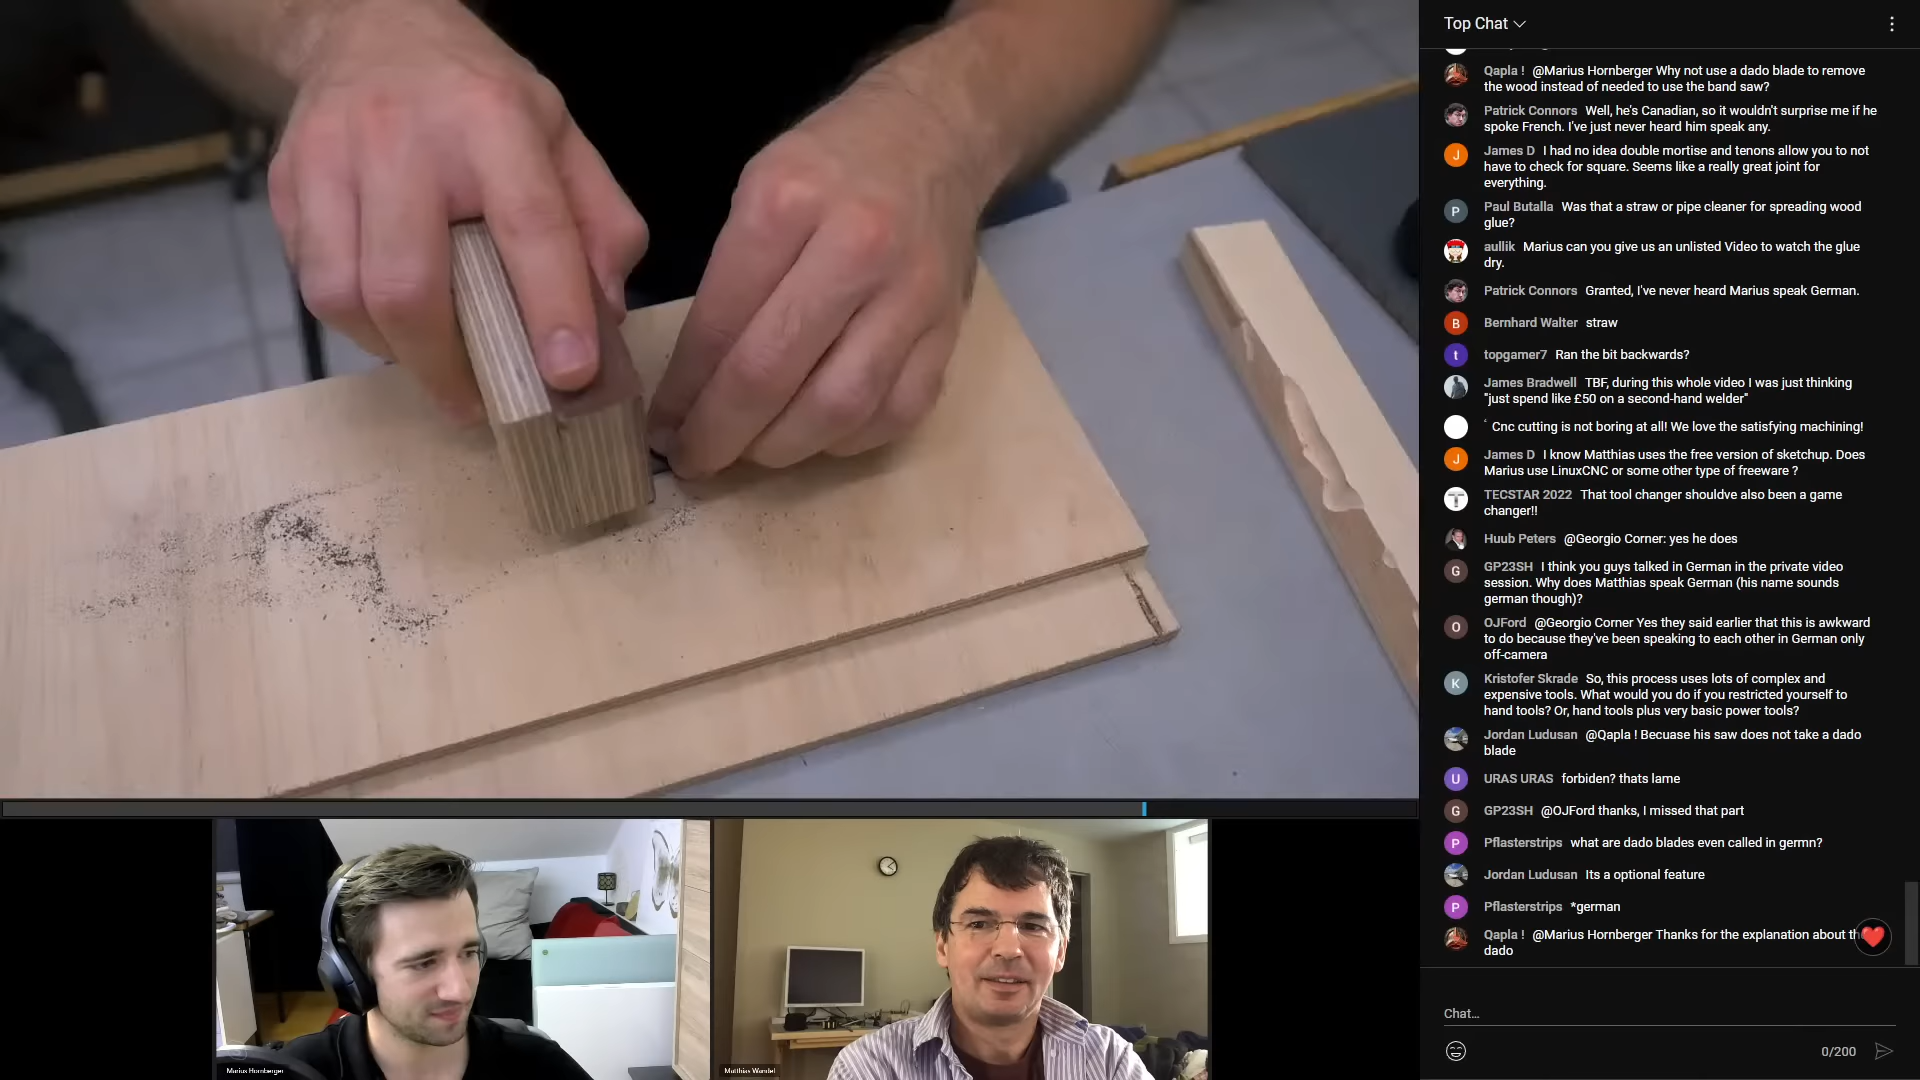 Top Chat
Qapla ! @Marius Hornberger Why not use a dado blade to remove
the wood instead of needed to use the band saw?
Patrick Connors Well, he's Canadian, so it wouldn't surprise me if he
spoke French. I've just never heard him speak any.
James D I had no idea double mortise and tenons allow you to not
have to check for square. Seems like a really great joint for
everything.
Paul Butalla Was that a straw or pipe cleaner for spreading wood
glue?
aullik Marius can you give us an unlisted Video to watch the glue
dry.
Patrick Connors Granted, I've never heard Marius speak German.
Bernhard Walter straw
topgamer7 Ran the bit backwards?
James Bradwell TBF, during this whole video I was just thinking
"just spend like £50 on a second-hand welder"
Cnc cutting is not boring at all! We love the satisfying machining!
James D I know Matthias uses the free version of sketchup. Does
Marius use LinuxCNC or some other type of freeware ?
TECSTAR 2022 That tool changer shouldve also been a game
changer!!
Huub Peters @Georgio Corner: yes he does
GP23SH I think you guys talked in German in the private video
session. Why does Matthias speak German (his name sounds
german though)?
OJFord @Georgio Corner Yes they said earlier that this is awkward
to do because they've been speaking to each other in German only
off-camera
Kristofer Skrade So, this process uses lots of complex and
expensive tools. What would you do if you restricted yourself to
hand tools? Or, hand tools plus very basic power tools?
Jordan Ludusan @Qapla ! Becuase his saw does not take a dado
blade
URAS URAS forbiden? thats lame
GP23SH @OJFord thanks, I missed that part
Pflasterstrips what are dado blades even called in germn?
Jordan Ludusan Its a optional feature
Pflasterstrips *german
Qapla ! @Marius Hornberger Thanks for the explanation about th
dado
Chat...
0/200
Marius Hornberger
Matthias Wandel